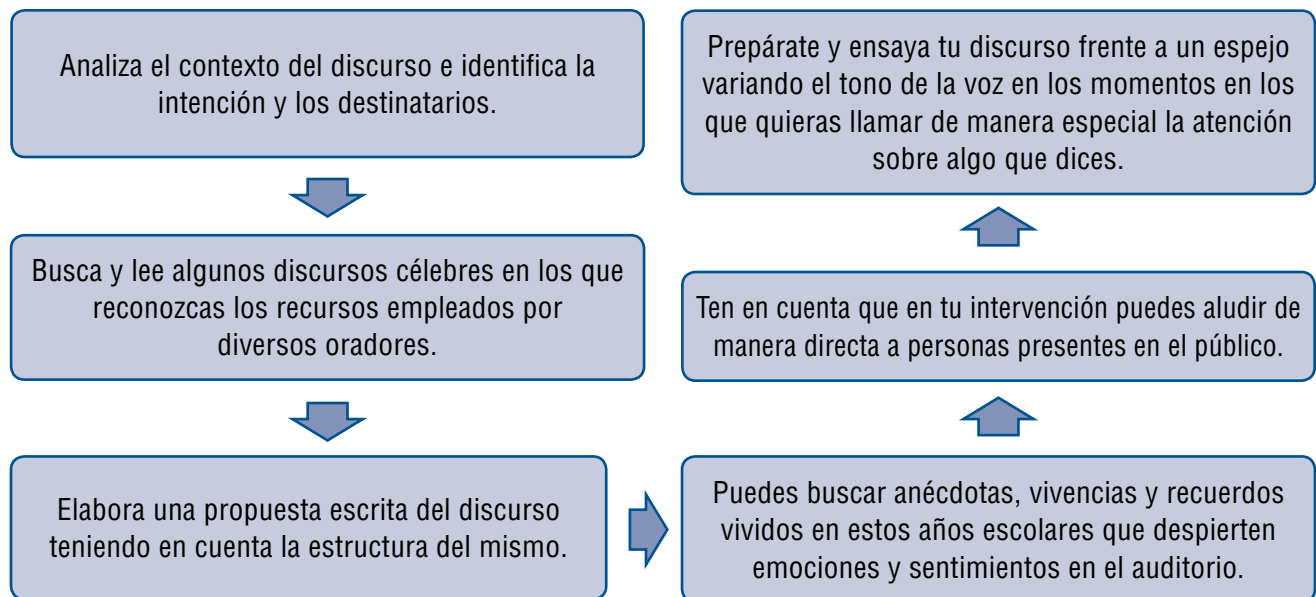 Analiza el contexto del discurso e identifica la
intención y los destinatarios.
Busca y lee algunos discursos célebres en los que
reconozcas los recursos empleados por
diversos oradores.
Elabora una propuesta escrita del discurso
teniendo en cuenta la estructura del mismo.
Puedes buscar anécdotas, vivencias y recuerdos
vividos en estos años escolares que despierten
emociones y sentimientos en el auditorio.
Ten en cuenta que en tu intervención puedes aludir de
manera directa a personas presentes en el público.
Prepárate y ensaya tu discurso frente a un espejo
variando el tono de la voz en los momentos en los
que quieras llamar de manera especial la atención
sobre algo que dices.